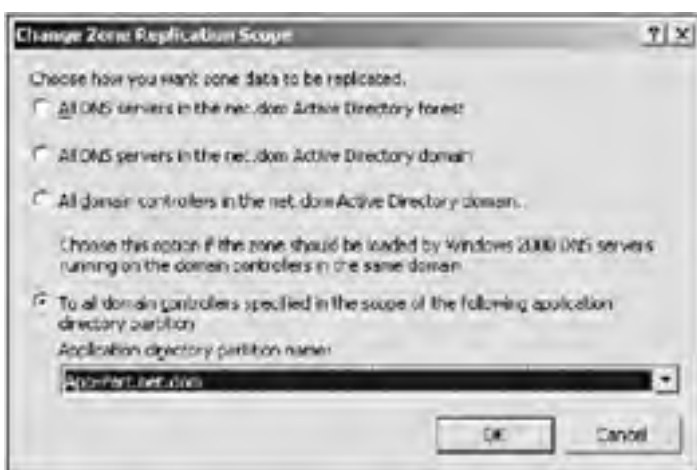 Change Zone Replication Scope
Choose how you want zone data to be replicated.
All DNS servers in the net.dom Active Directory forest
All DNS servers in the net.dom Active Directory domain
All domain controllers in the net.dom Active Directory domain.
Choose this option if the zone should be loaded by Windows 2000 DNS servers
running on the domain controllers in the same domain
To all domain controllers specified in the scope of the following application
directory partition
Application directory partition name:
App-Part.net.dom
OK
Cancel